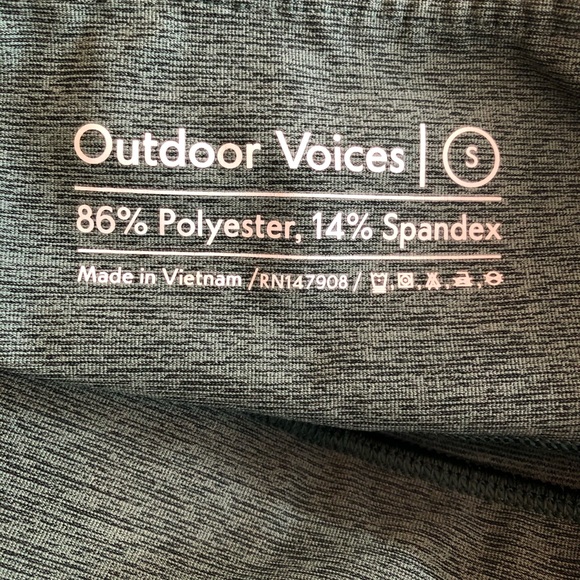 Outdoor Voices | S
86% Polyester, 14% Spandex
Made in Vietnam /RN147908 /